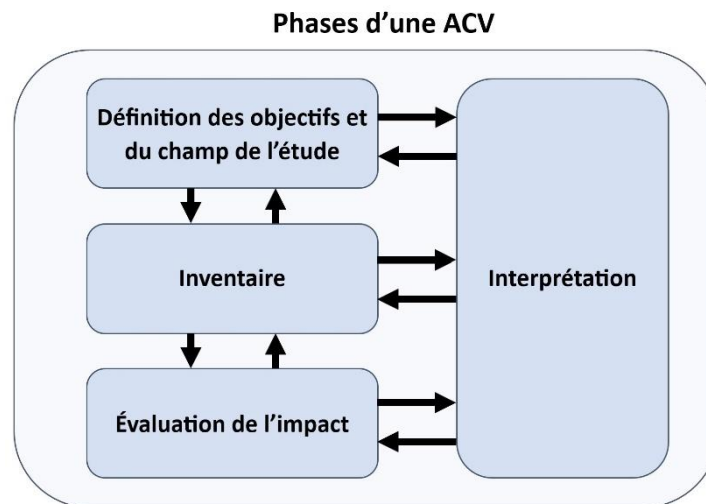 Phases d’une ACV
Définition des objectifs et
du champ de l’étude
Inventaire
Interprétation
Évaluation de l’impact